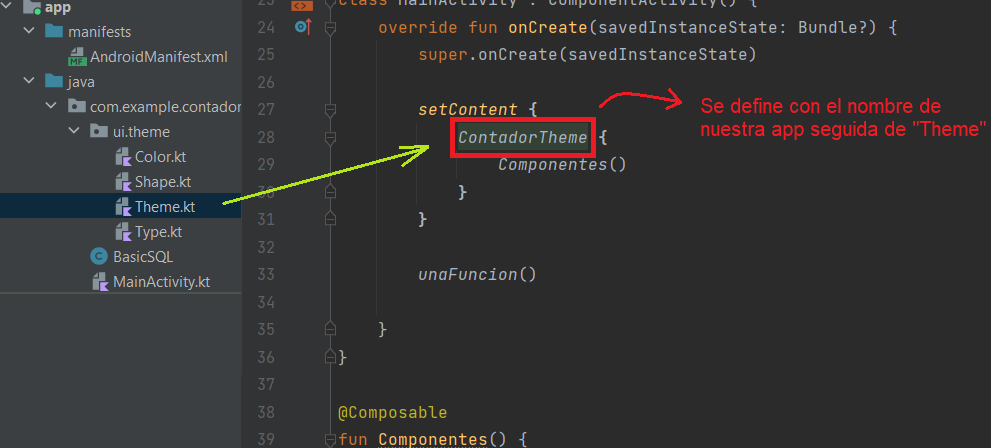 app
manifests
AndroidManifest.xml
java
com.example.contador
ui.theme
Color.kt
Shape.kt
Theme.kt
Type.kt
BasicSQL
MainActivity.kt
23 class MainActivity : ComponentActivity() {
24 override fun onCreate(savedInstanceState: Bundle?) {
25 super.onCreate(savedInstanceState)
26
27 setContent {
28 ContadorTheme {
29 Componentes()
30 }
31 }
32
33 unaFuncion()
34
35 }
36 }
37
38 @Composable
39 fun Componentes() {
Se define con el nombre de
nuestra app seguida de "Theme"